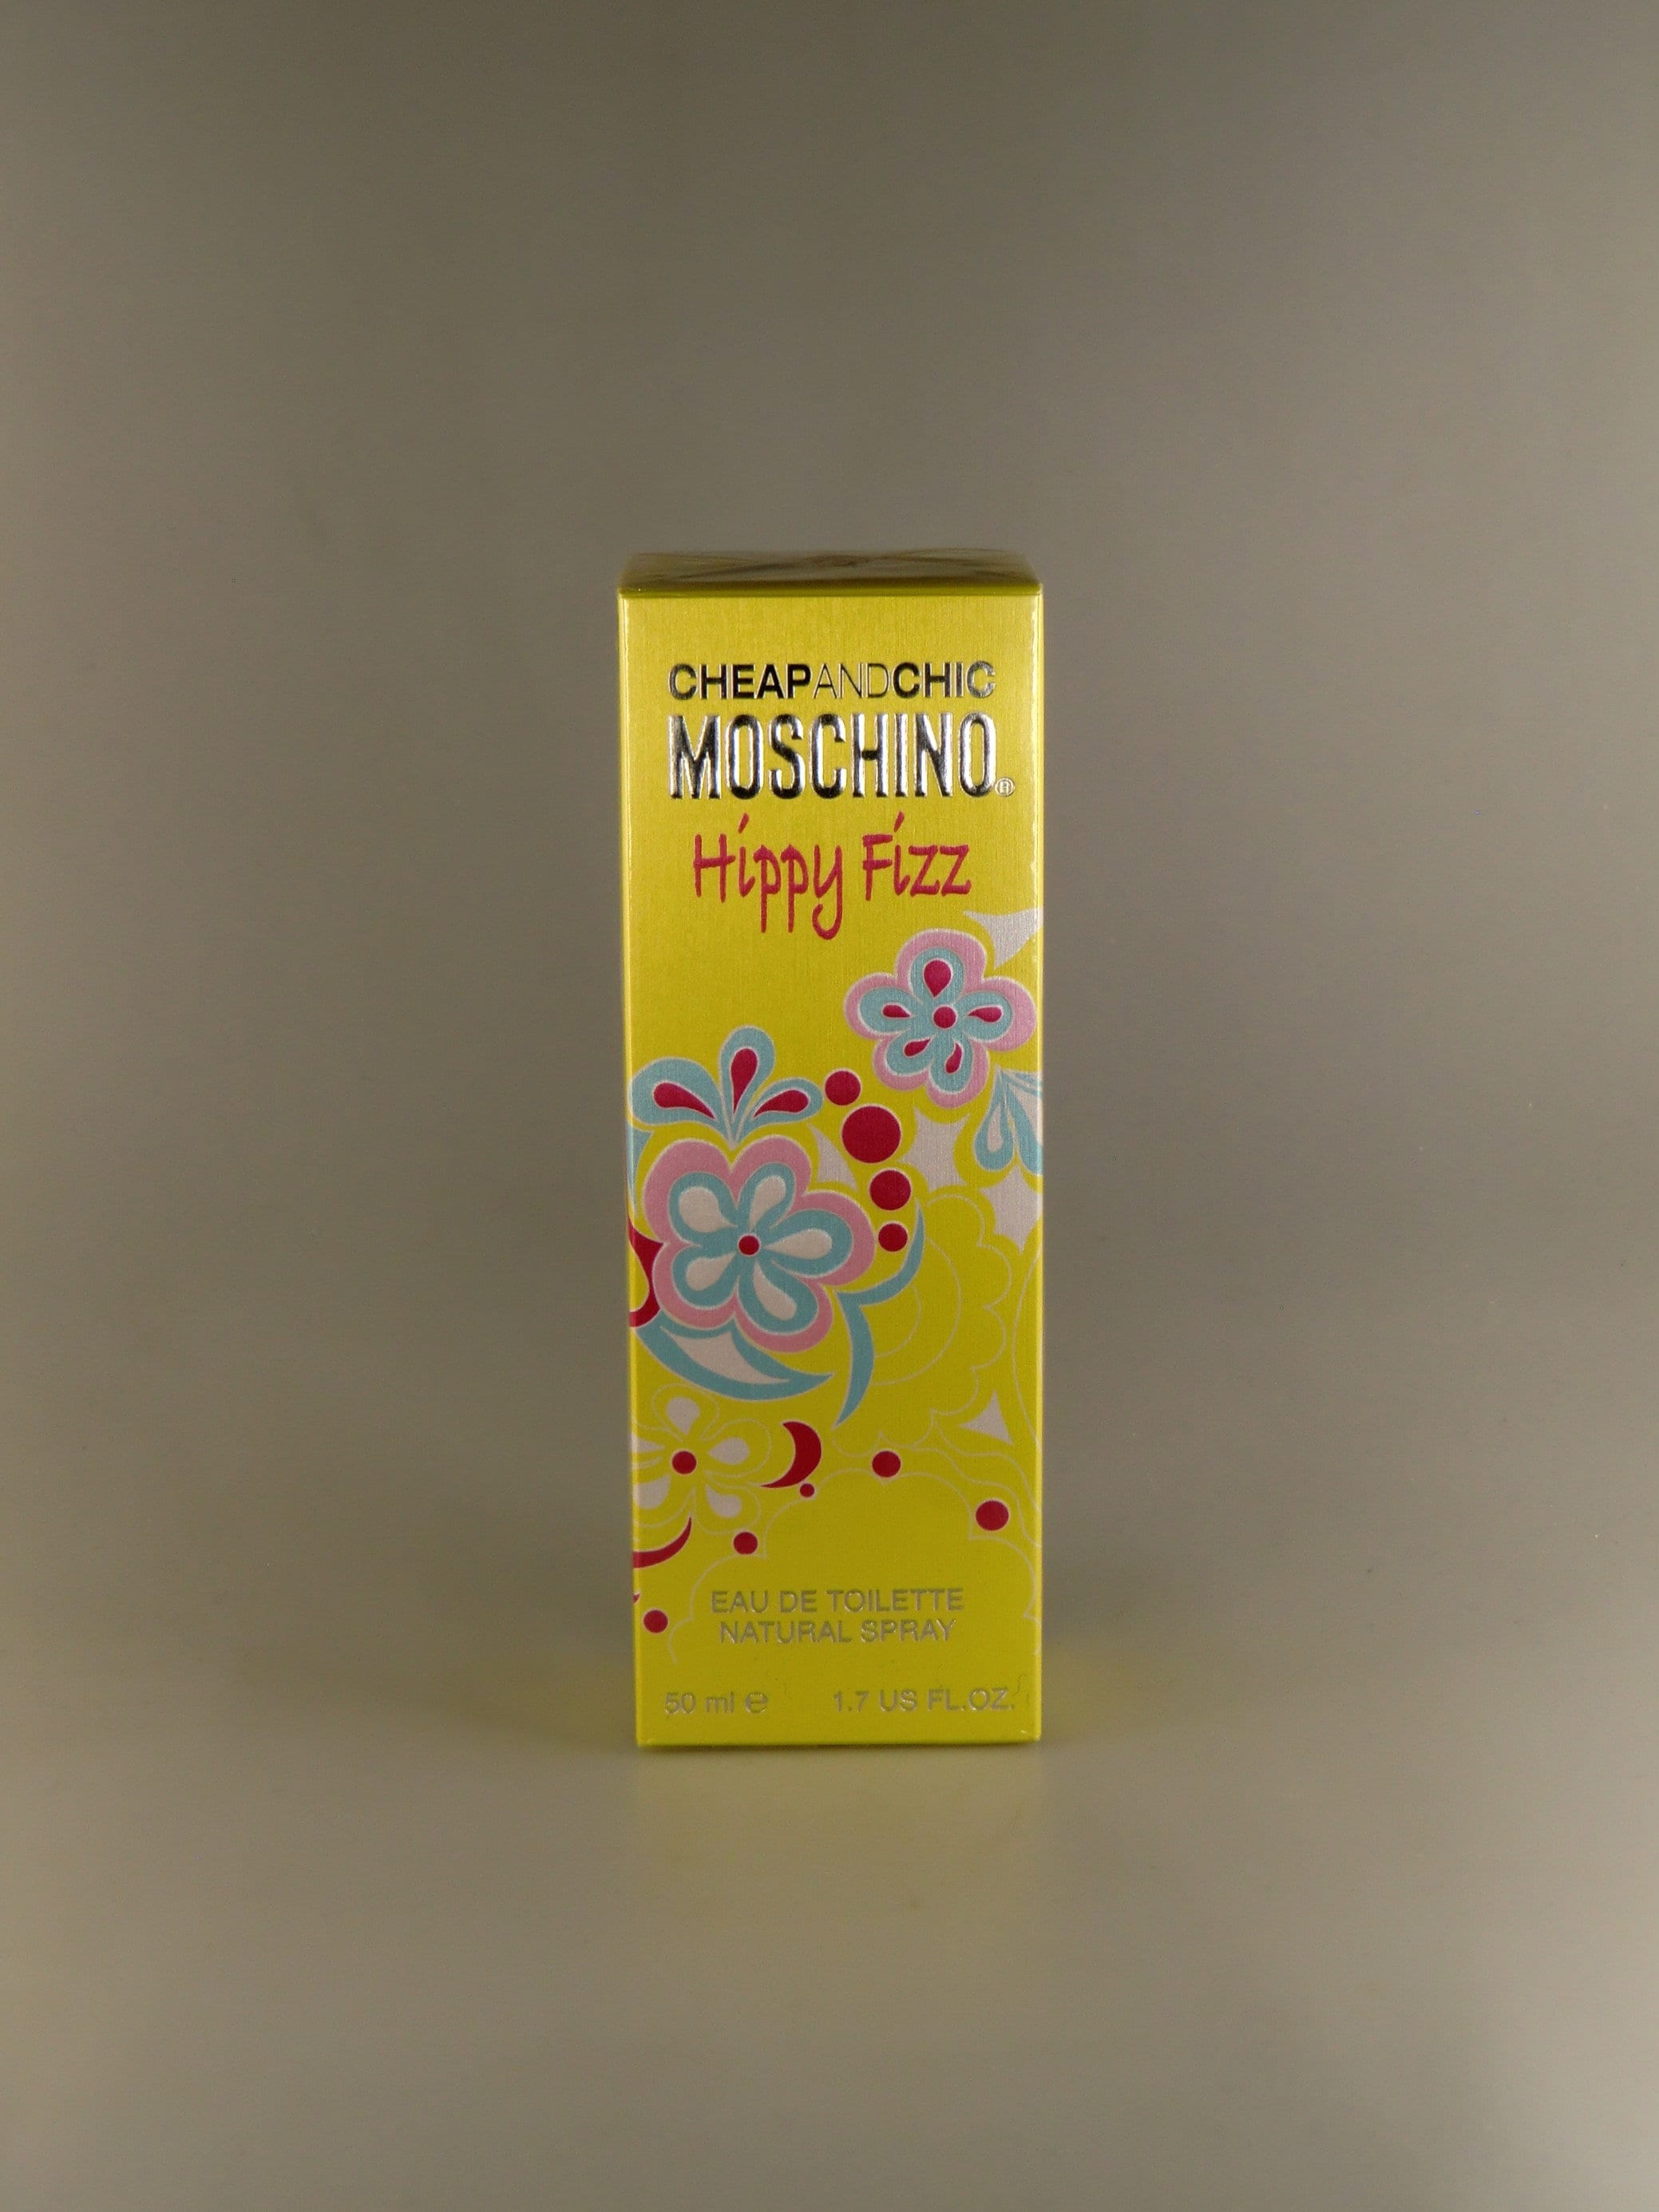 CHEAPANDCHIC
MOSCHINO®
Hippy Fizz
EAU DE TOILETTE
NATURAL SPRAY
50 ml ℮ 1.7 US FL.OZ.